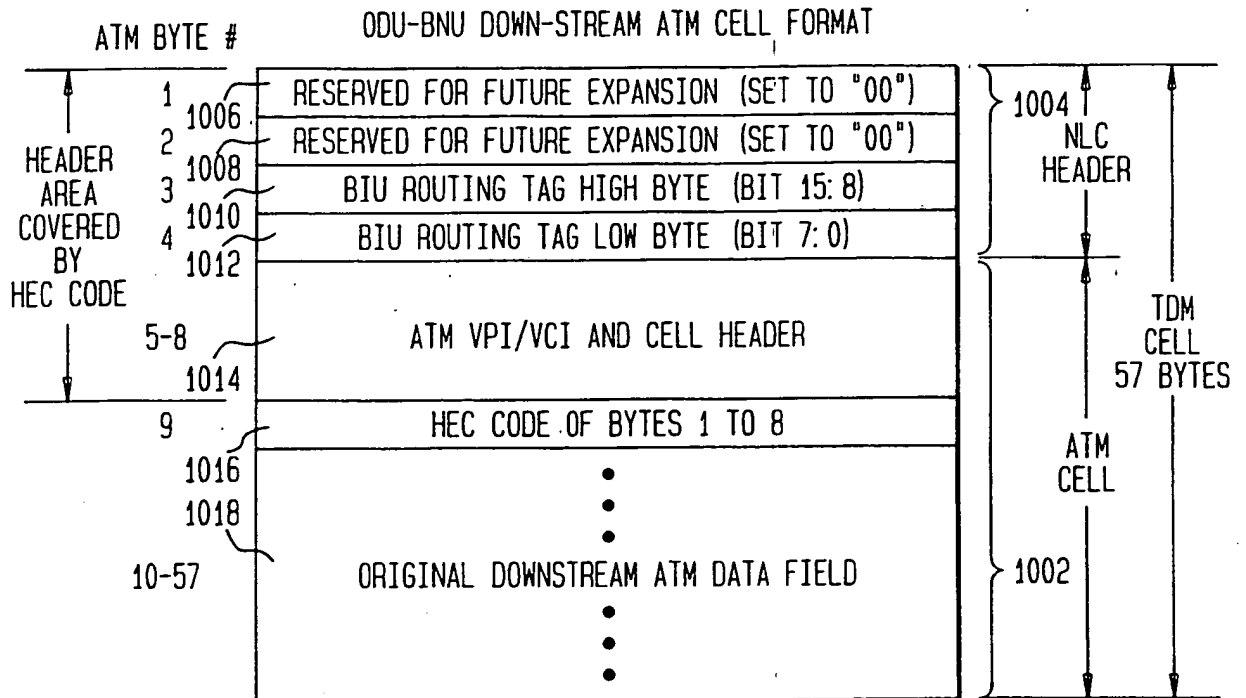 ODU-BNU DOWN-STREAM ATM CELL FORMAT
ATM BYTE #
1
1006
RESERVED FOR FUTURE EXPANSION (SET TO "00")
2
1008
RESERVED FOR FUTURE EXPANSION (SET TO "00")
3
1010
BIU ROUTING TAG HIGH BYTE (BIT 15:8)
4
1012
BIU ROUTING TAG LOW BYTE (BIT 7:0)
HEADER
AREA
COVERED
BY
HEC CODE
5-8
1014
ATM VPI/VCI AND CELL HEADER
9
1016
HEC CODE OF BYTES 1 TO 8
1018
10-57
ORIGINAL DOWNSTREAM ATM DATA FIELD
1004
NLC
HEADER
TDM
CELL
57 BYTES
ATM
CELL
1002